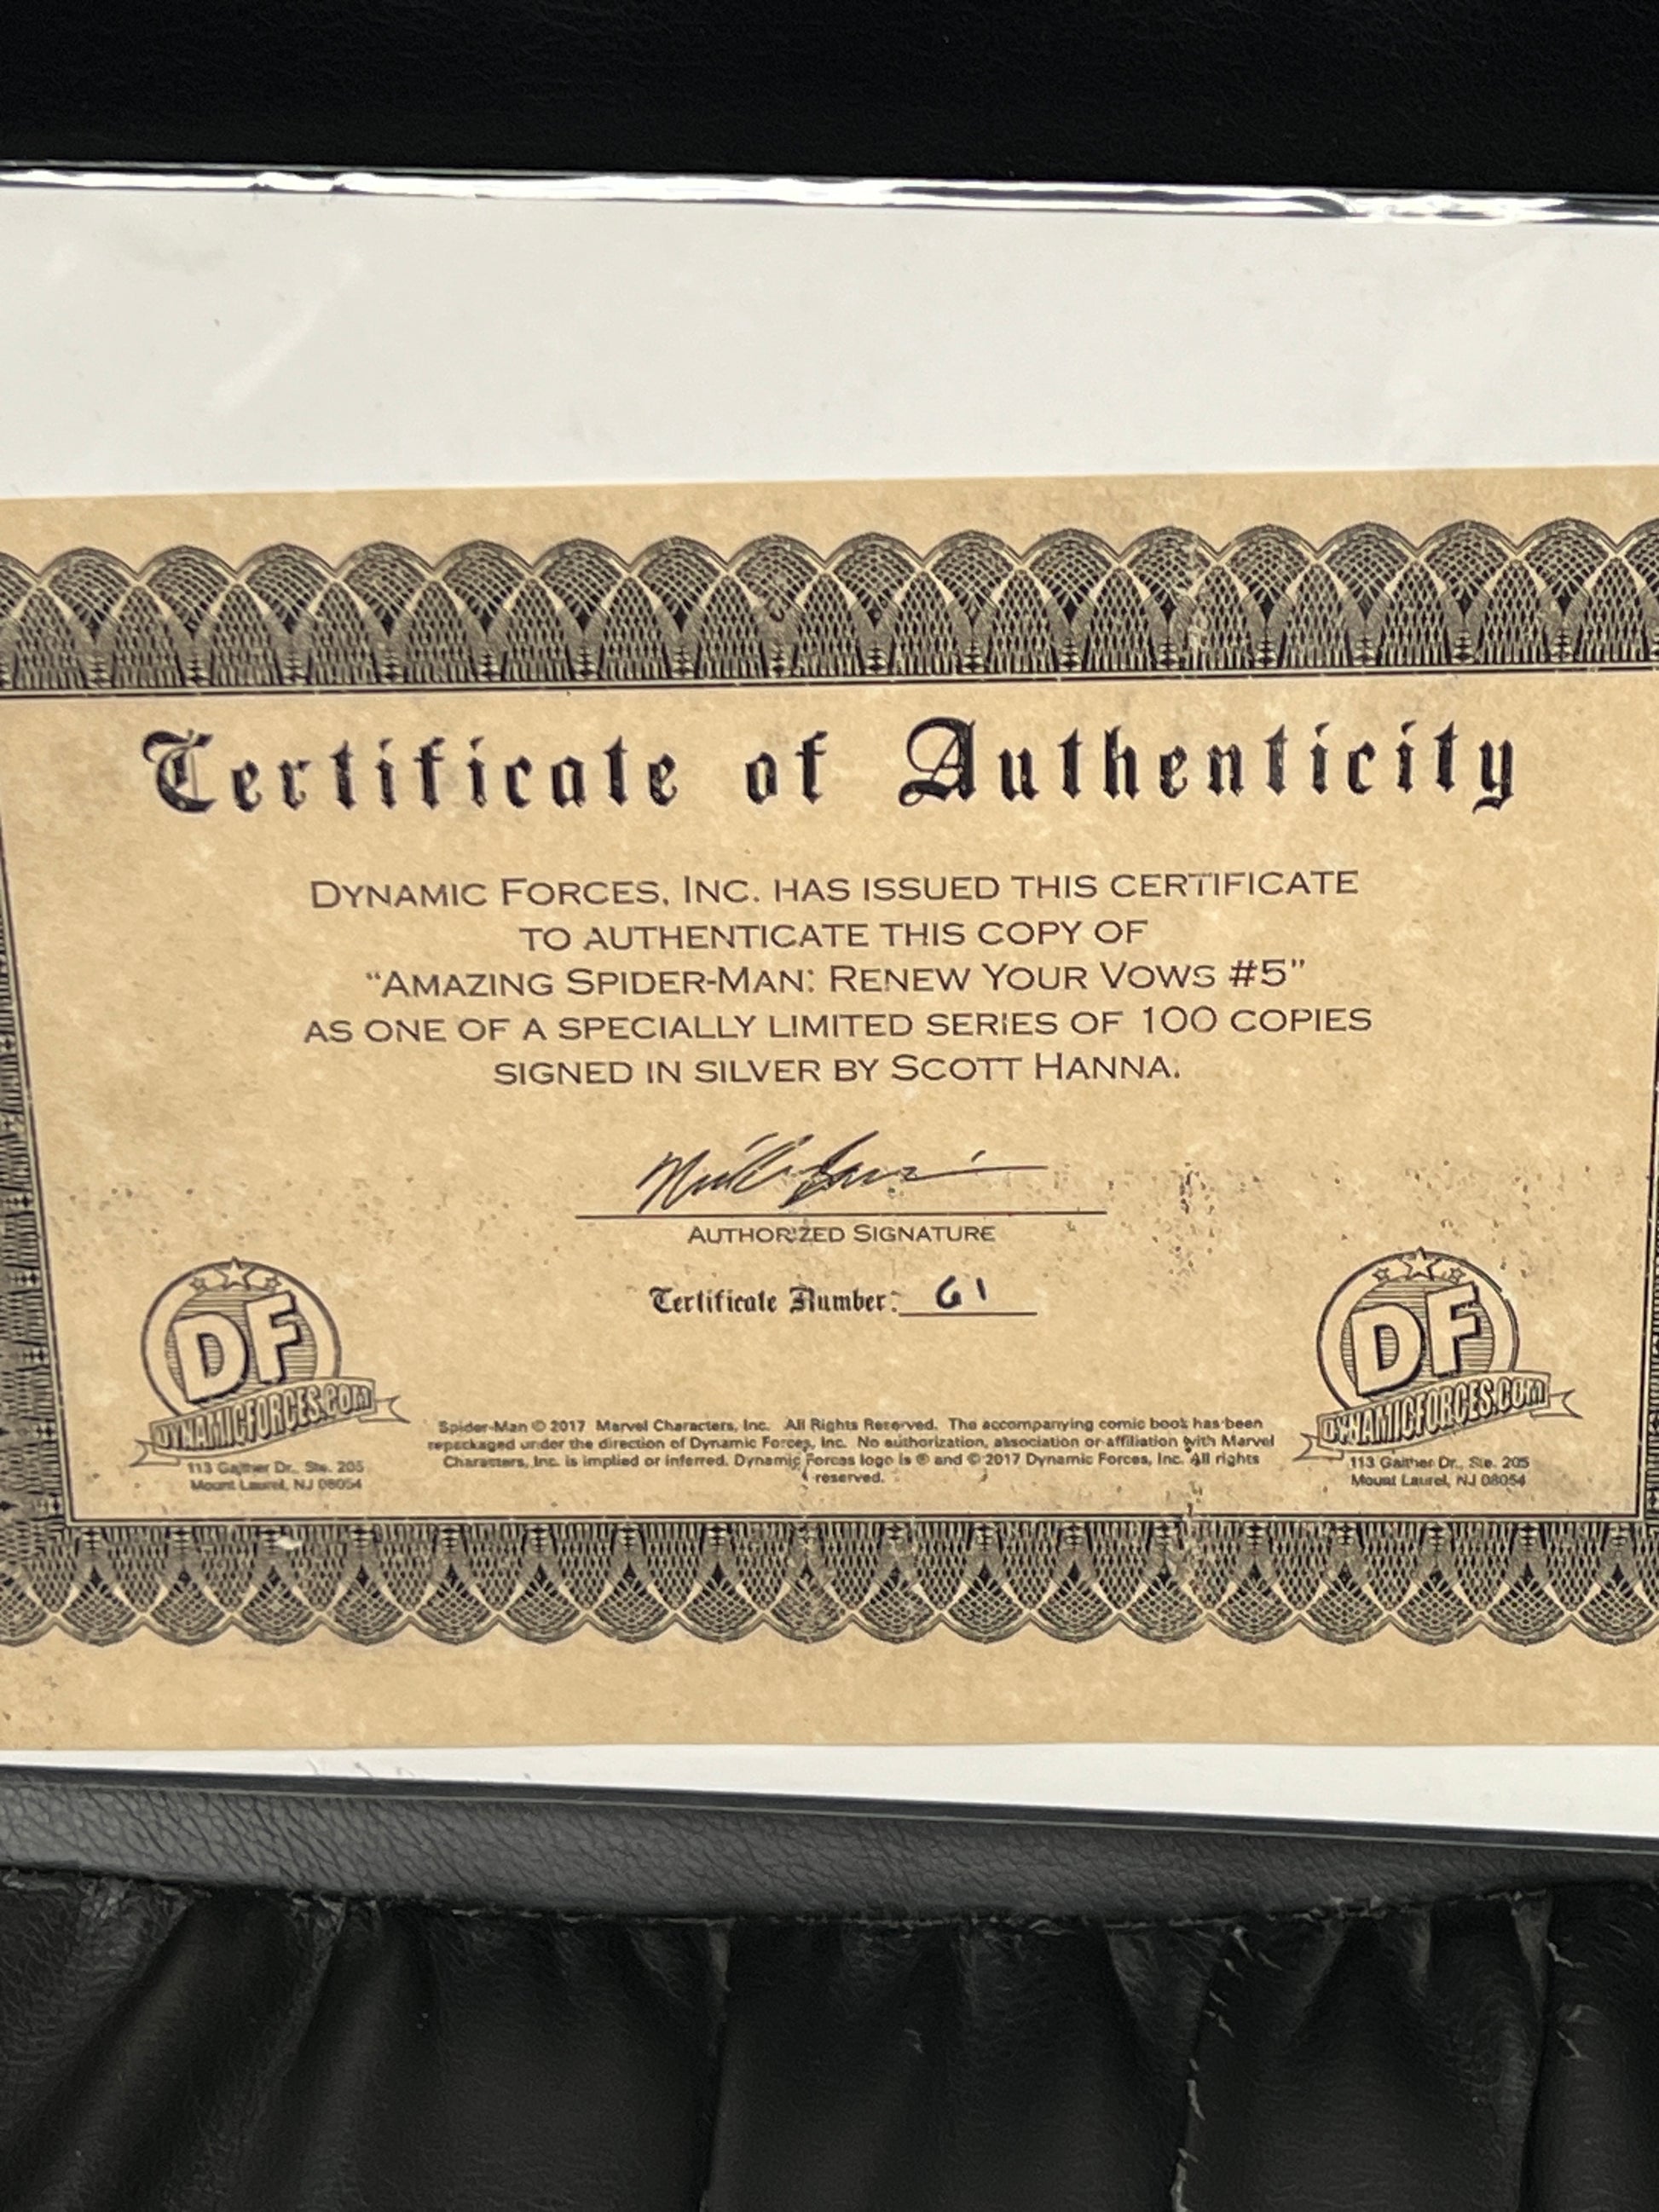 Certificate of Authenticity
DYNAMIC FORCES, INC. HAS ISSUED THIS CERTIFICATE
TO AUTHENTICATE THIS COPY OF
“AMAZING SPIDER-MAN: RENEW YOUR VOWS #5”
AS ONE OF A SPECIALLY LIMITED SERIES OF 100 COPIES
SIGNED IN SILVER BY SCOTT HANNA.
AUTHORIZED SIGNATURE
Certificate Number: 61
DF
DYNAMICFORCES.COM
113 Gaither Dr., Ste. 205
Mount Laurel, NJ 08054
Spider-Man © 2017 Marvel Characters, Inc. All Rights Reserved. The accompanying comic book has been
repackaged under the direction of Dynamic Forces, Inc. No authorization, association or affiliation with Marvel
Characters, Inc. is implied or inferred. Dynamic Forces logo is ® and © 2017 Dynamic Forces, Inc. All rights
reserved.
DF
DYNAMICFORCES.COM
113 Gaither Dr., Ste. 205
Mount Laurel, NJ 08054